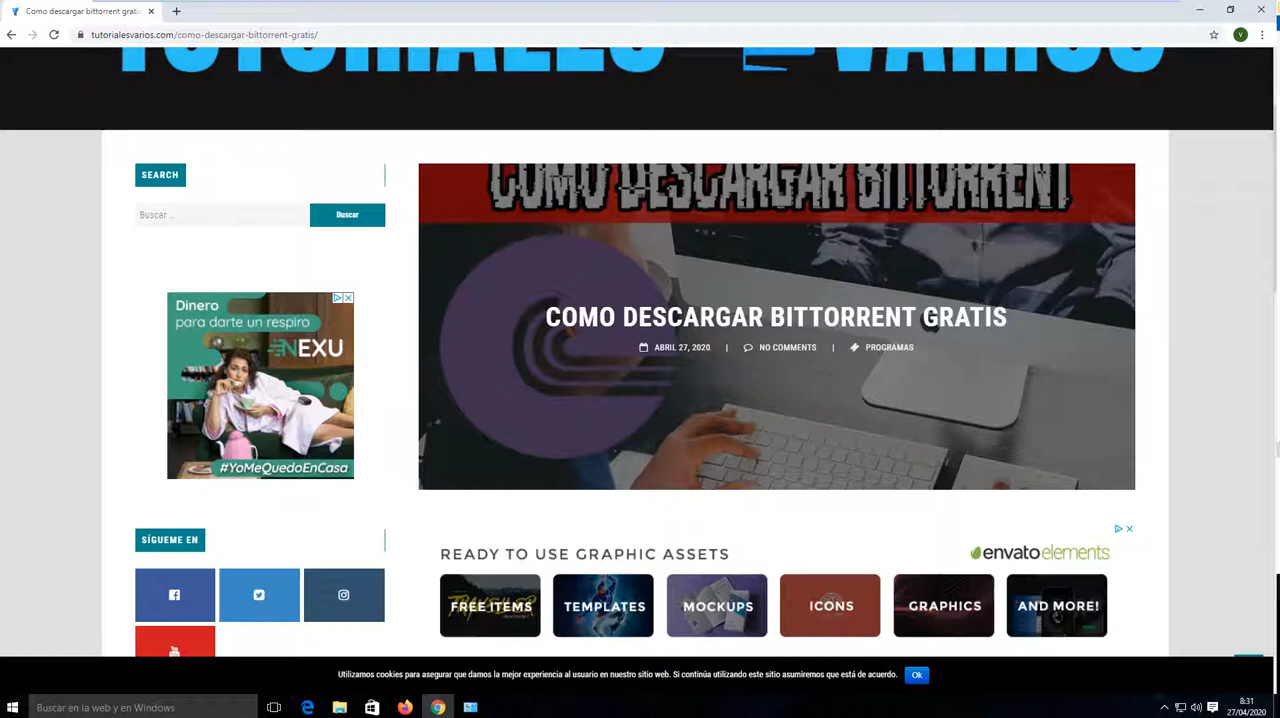 Como descargar bittorrent grati
tutorialesvarios.com/como-descargar-bittorrent-gratis/
V
TUTORIALES VARIOS
SEARCH
Buscar ...
Buscar
Dinero
para darte un respiro
NEXU
#YoMeQuedoEnCasa
SÍGUEME EN
COMO DESCARGAR BITTORRENT
COMO DESCARGAR BITTORRENT GRATIS
ABRIL 27, 2020 | NO COMMENTS | PROGRAMAS
READY TO USE GRAPHIC ASSETS
envatoelements
FREE ITEMS
TEMPLATES
MOCKUPS
ICONS
GRAPHICS
AND MORE!
Utilizamos cookies para asegurar que damos la mejor experiencia al usuario en nuestro sitio web. Si continúa utilizando este sitio asumiremos que está de acuerdo.
Ok
Buscar en la web y en Windows
8:31
27/04/2020